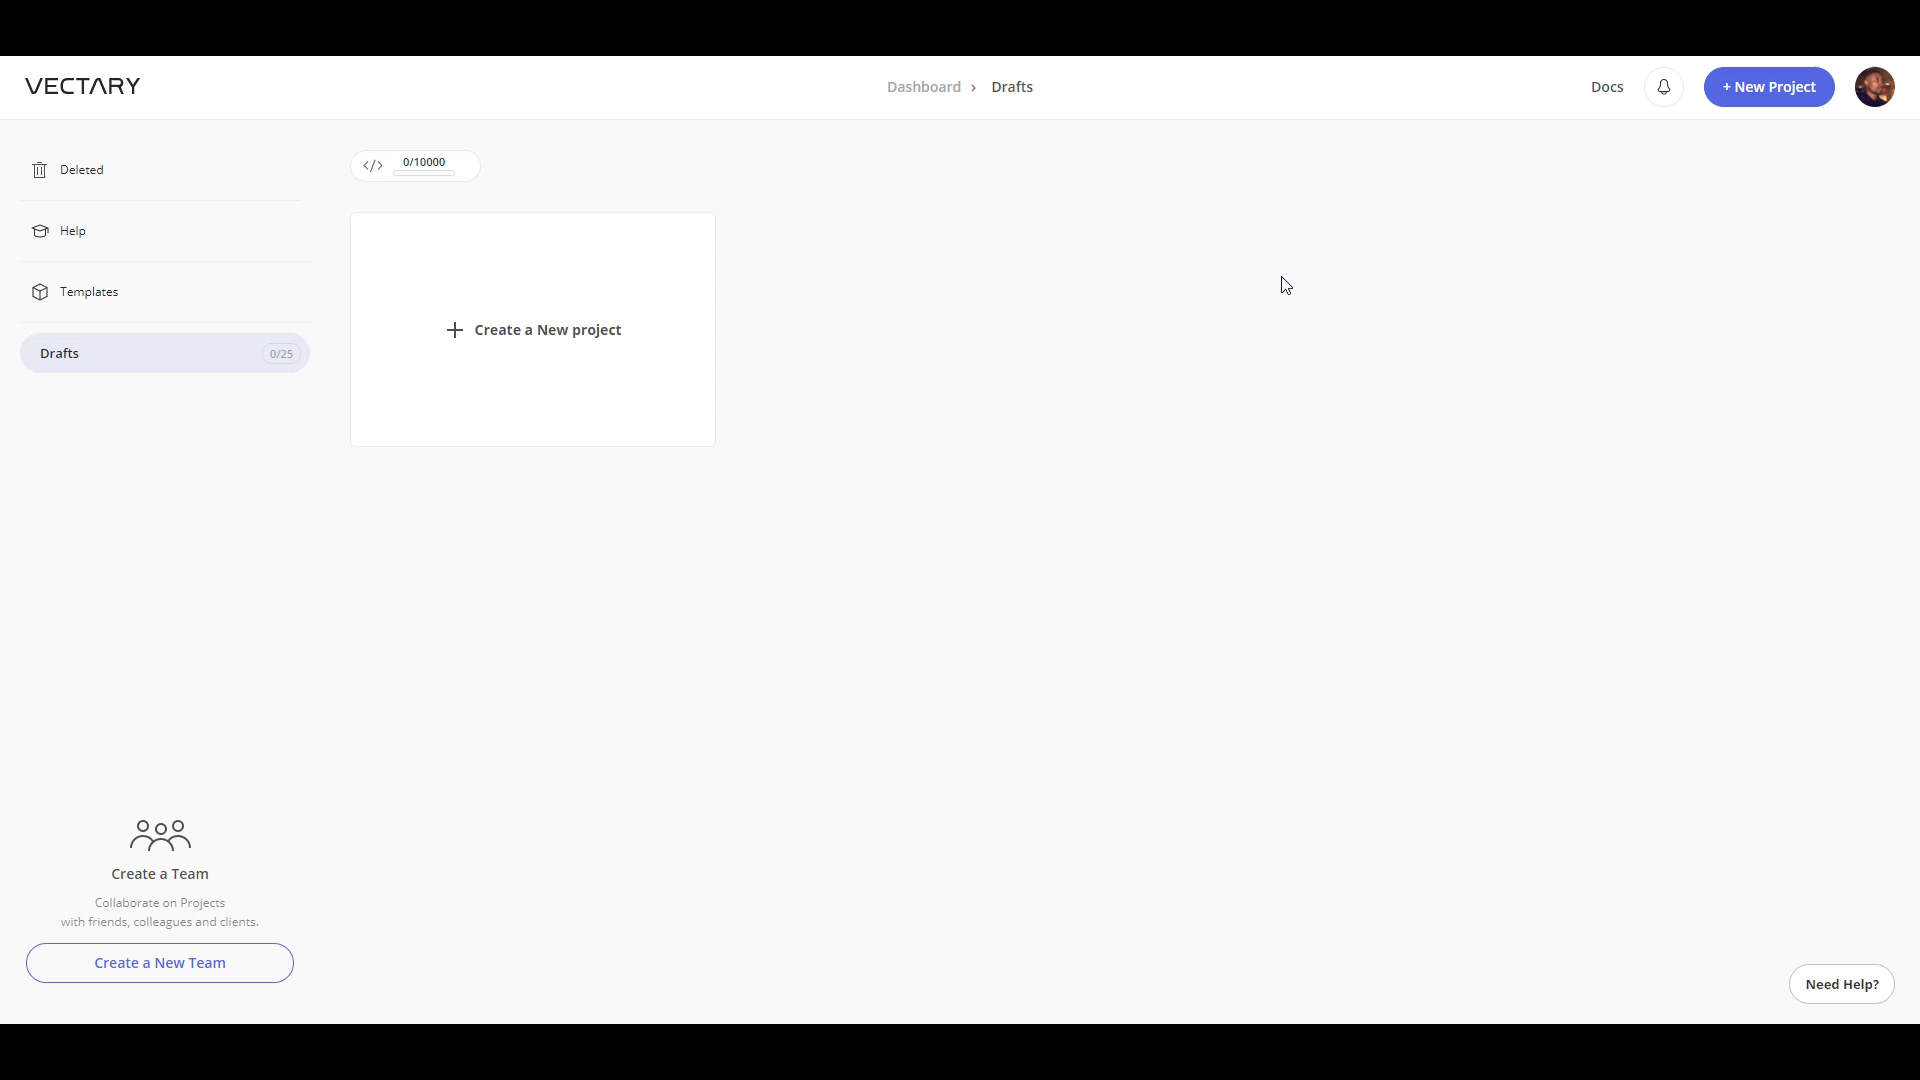 VECTARY
Dashboard › Drafts
Docs
+ New Project
Deleted
Help
Templates
Drafts 0/25
</> 0/10000
+ Create a New project
Create a Team
Collaborate on Projects
with friends, colleagues and clients.
Create a New Team
Need Help?